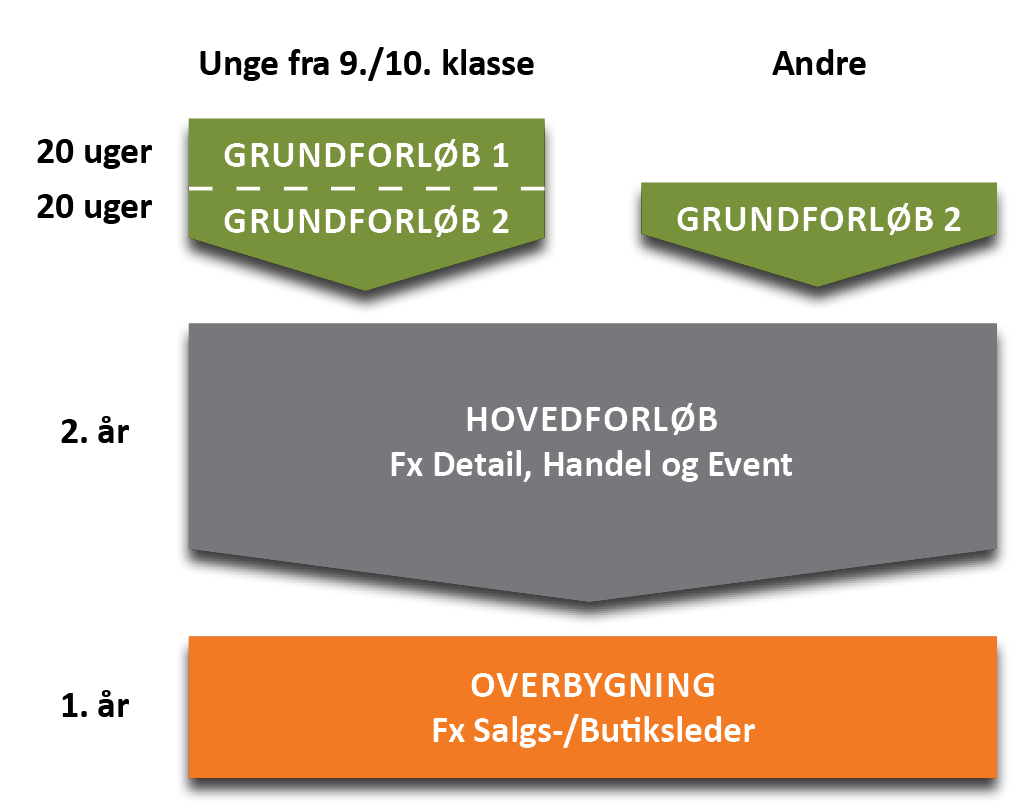 Unge fra 9./10. klasse
Andre
20 uger
GRUNDFORLØB 1
20 uger
GRUNDFORLØB 2
GRUNDFORLØB 2
2. år
HOVEDFORLØB
Fx Detail, Handel og Event
1. år
OVERBYGNING
Fx Salgs-/Butiksleder